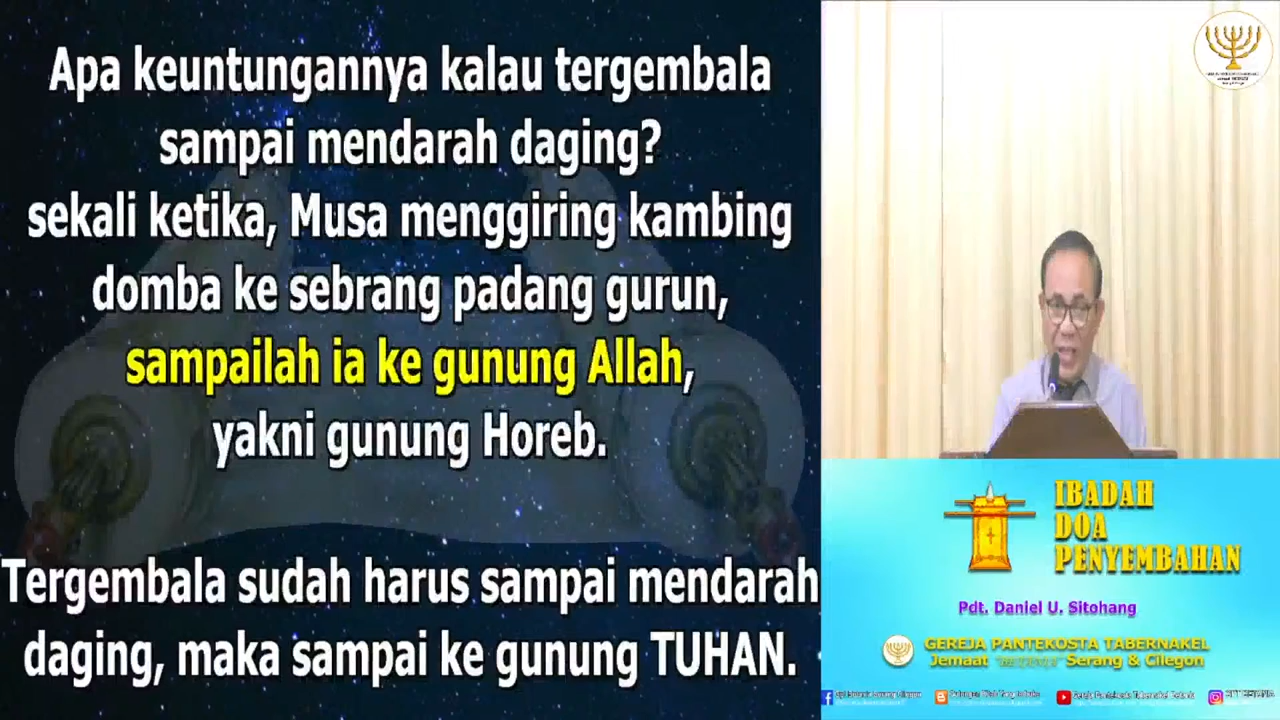 Apa keuntungannya kalau tergembala
sampai mendarah daging?
sekali ketika, Musa menggiring kambing
domba ke sebrang padang gurun,
sampailah ia ke gunung Allah,
yakni gunung Horeb.
Tergembala sudah harus sampai mendarah
daging, maka sampai ke gunung TUHAN.
IBADAH
DOA
PENYEMBAHAN
Pdt. Daniel U. Sitohang
GEREJA PANTEKOSTA TABERNAKEL
Jemaat Serang & Cilegon